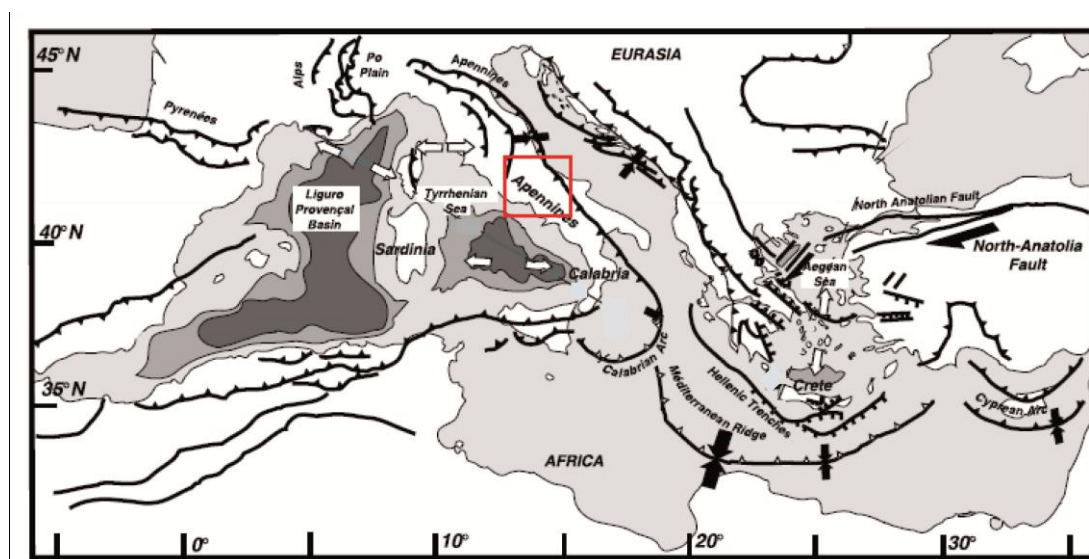 45°N
Alps
Po
Plain
Apennines
EURASIA
Pyrenées
Liguro
Provençal
Basin
Tyrrhenian
Sea
Apennines
North Anatolian Fault
40°N
Sardinia
Calabria
Aegean
Sea
North-Anatolia
Fault
Calabrian Arc
35°N
Hellenic Trenches
Méditerranean Ridge
Crete
Cyprean Arc
AFRICA
0°
10°
20°
30°